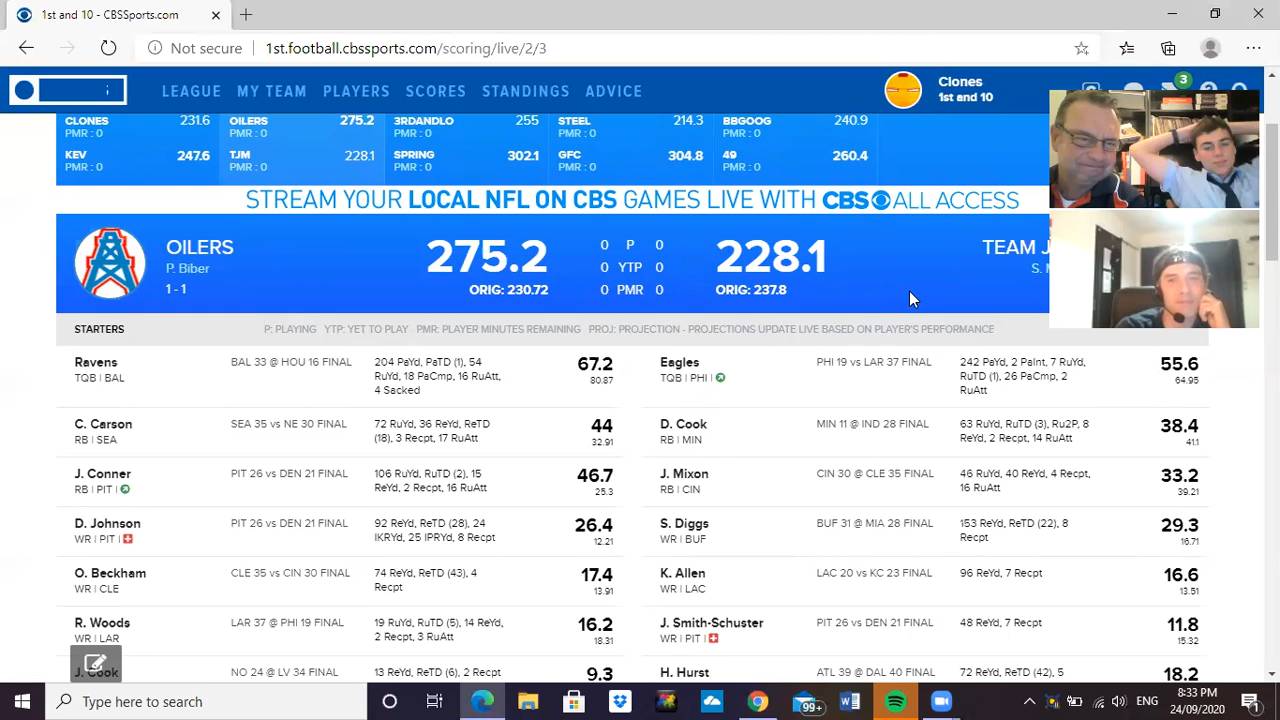 1st and 10 - CBSSports.com
Not secure 1st.football.cbssports.com/scoring/live/2/3
LEAGUE MY TEAM PLAYERS SCORES STANDINGS ADVICE
Clones
1st and 10
3
CLONES 231.6 OILERS 275.2 3RDANDLO 255 STEEL 214.3 BBGOOG 240.9
PMR : 0 PMR : 0 PMR : 0 PMR : 0 PMR : 0
KEV 247.6 TJM 228.1 SPRING 302.1 GFC 304.8 49 260.4
PMR : 0 PMR : 0 PMR : 0 PMR : 0 PMR : 0
STREAM YOUR LOCAL NFL ON CBS GAMES LIVE WITH CBS ALL ACCESS
OILERS 275.2 0 P 0 228.1 TEAM J
P. Biber 0 YTP 0 S.
1 - 1 ORIG: 230.72 0 PMR 0 ORIG: 237.8
STARTERS P: PLAYING YTP: YET TO PLAY PMR: PLAYER MINUTES REMAINING PROJ: PROJECTION - PROJECTIONS UPDATE LIVE BASED ON PLAYER'S PERFORMANCE
Ravens BAL 33 @ HOU 16 FINAL 204 PaYd, PaTD (1), 54 67.2 Eagles PHI 19 vs LAR 37 FINAL 242 PaYd, 2 PaInt, 7 RuYd, 55.6
TQB | BAL RuYd, 18 PaCmp, 16 RuAtt, 80.87 TQB | PHI | RuTD (1), 26 PaCmp, 2 64.95
4 Sacked RuAtt
C. Carson SEA 35 vs NE 30 FINAL 72 RuYd, 36 ReYd, ReTD 44 D. Cook MIN 11 @ IND 28 FINAL 63 RuYd, RuTD (3), Ru2P, 8 38.4
RB | SEA (18), 3 Recpt, 17 RuAtt 32.91 RB | MIN ReYd, 2 Recpt, 14 RuAtt 41.1
J. Conner PIT 26 vs DEN 21 FINAL 106 RuYd, RuTD (2), 15 46.7 J. Mixon CIN 30 @ CLE 35 FINAL 46 RuYd, 40 ReYd, 4 Recpt, 33.2
RB | PIT | ReYd, 2 Recpt, 16 RuAtt 25.3 RB | CIN 16 RuAtt 39.21
D. Johnson PIT 26 vs DEN 21 FINAL 92 ReYd, ReTD (28), 24 26.4 S. Diggs BUF 31 @ MIA 28 FINAL 153 ReYd, ReTD (22), 8 29.3
WR | PIT | IKRYd, 25 IPRYd, 8 Recpt 12.21 WR | BUF Recpt 16.71
O. Beckham CLE 35 vs CIN 30 FINAL 74 ReYd, ReTD (43), 4 17.4 K. Allen LAC 20 vs KC 23 FINAL 96 ReYd, 7 Recpt 16.6
WR | CLE Recpt 13.91 WR | LAC 13.51
R. Woods LAR 37 @ PHI 19 FINAL 19 RuYd, RuTD (5), 14 ReYd, 16.2 J. Smith-Schuster PIT 26 vs DEN 21 FINAL 48 ReYd, 7 Recpt 11.8
WR | LAR 2 Recpt, 3 RuAtt 18.31 WR | PIT | 15.32
J. Cook NO 24 @ LV 34 FINAL 13 ReYd, ReTD (6), 2 Recpt 9.3 H. Hurst ATL 39 @ DAL 40 FINAL 72 ReYd, ReTD (42), 5 18.2
Type here to search
99+
8:33 PM
24/09/2020
1